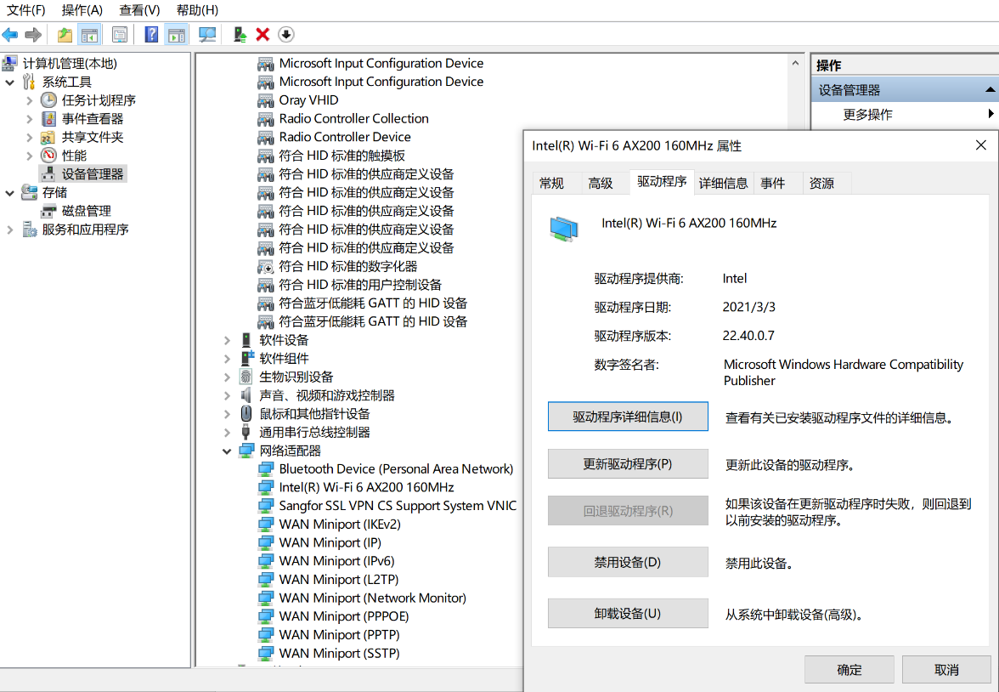 文件(F) 操作(A) 查看(V) 帮助(H)
计算机管理(本地)
系统工具
任务计划程序
事件查看器
共享文件夹
性能
设备管理器
存储
磁盘管理
服务和应用程序
Microsoft Input Configuration Device
Microsoft Input Configuration Device
Oray VHID
Radio Controller Collection
Radio Controller Device
符合 HID 标准的触摸板
符合 HID 标准的供应商定义设备
符合 HID 标准的供应商定义设备
符合 HID 标准的供应商定义设备
符合 HID 标准的供应商定义设备
符合 HID 标准的供应商定义设备
符合 HID 标准的数字化器
符合 HID 标准的用户控制设备
符合蓝牙低能耗 GATT 的 HID 设备
符合蓝牙低能耗 GATT 的 HID 设备
软件设备
软件组件
生物识别设备
声音、视频和游戏控制器
鼠标和其他指针设备
通用串行总线控制器
网络适配器
Bluetooth Device (Personal Area Network)
Intel(R) Wi-Fi 6 AX200 160MHz
Sangfor SSL VPN CS Support System VNIC
WAN Miniport (IKEv2)
WAN Miniport (IP)
WAN Miniport (IPv6)
WAN Miniport (L2TP)
WAN Miniport (Network Monitor)
WAN Miniport (PPPOE)
WAN Miniport (PPTP)
WAN Miniport (SSTP)
操作
设备管理器
更多操作
Intel(R) Wi-Fi 6 AX200 160MHz 属性
常规 高级 驱动程序 详细信息 事件 资源
Intel(R) Wi-Fi 6 AX200 160MHz
驱动程序提供商: Intel
驱动程序日期: 2021/3/3
驱动程序版本: 22.40.0.7
数字签名者: Microsoft Windows Hardware Compatibility
Publisher
驱动程序详细信息(I) 查看有关已安装驱动程序文件的详细信息。
更新驱动程序(P) 更新此设备的驱动程序。
回退驱动程序(R) 如果该设备在更新驱动程序时失败，则回退到
以前安装的驱动程序。
禁用设备(D) 禁用此设备。
卸载设备(U) 从系统中卸载设备(高级)。
确定 取消